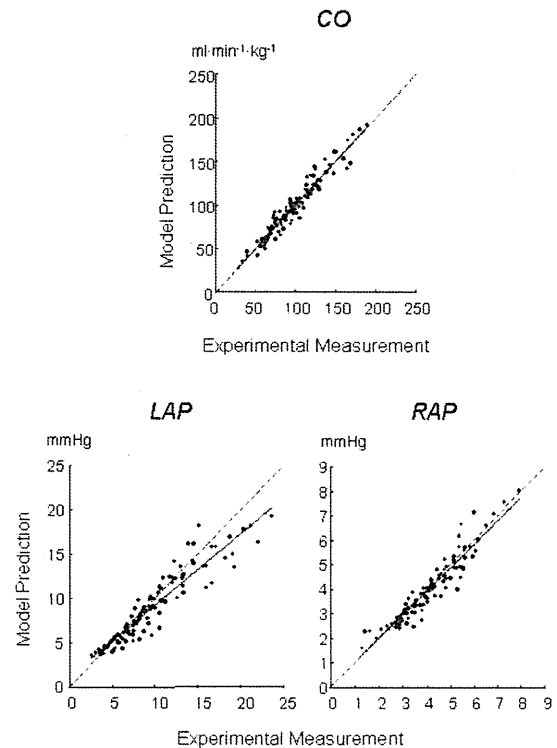 CO
ml·min⁻¹·kg⁻¹
250
200
150
100
50
0
0 50 100 150 200 250
Model Prediction
Experimental Measurement
LAP
mmHg
25
20
15
10
5
0
0 5 10 15 20 25
Model Prediction
RAP
mmHg
9
8
7
6
5
4
3
2
1
0
0 1 2 3 4 5 6 7 8 9
Experimental Measurement